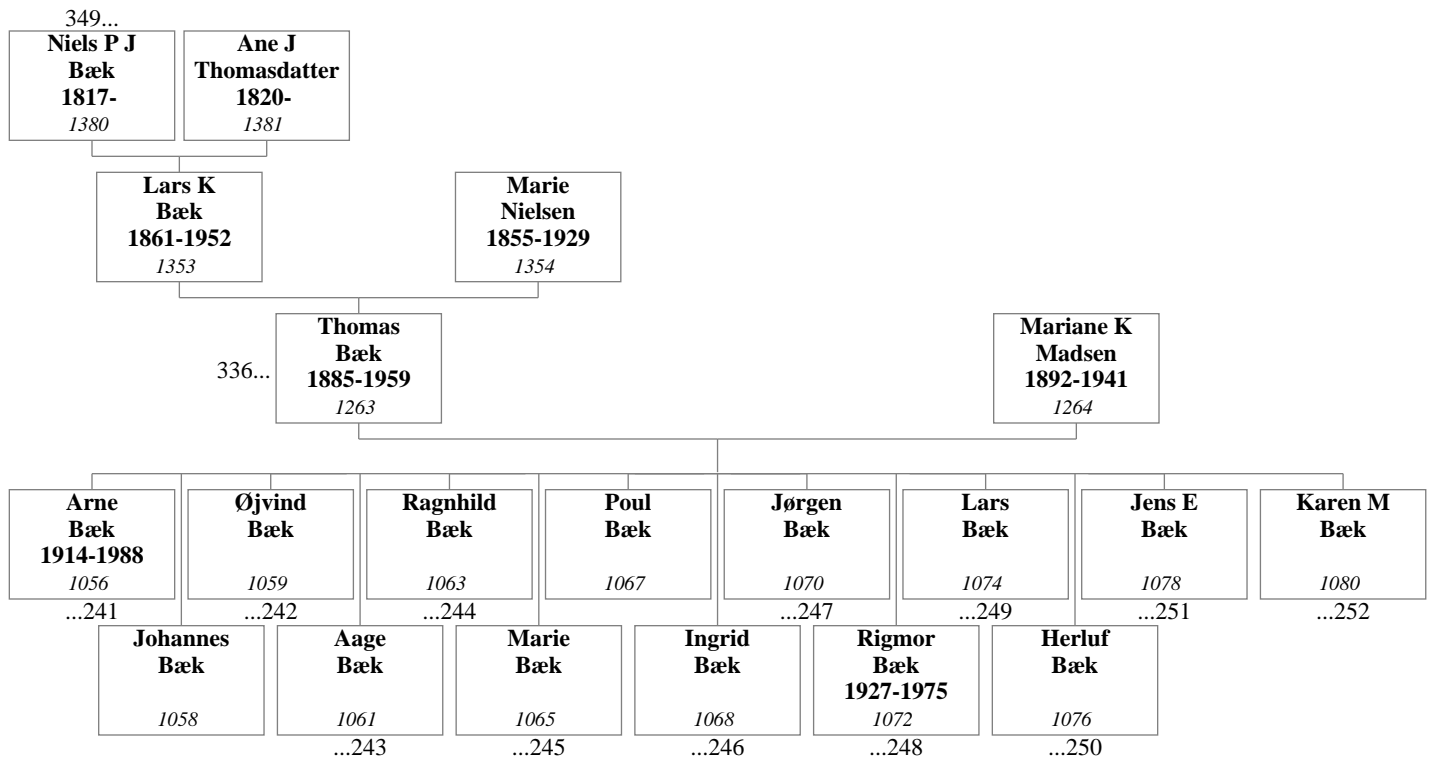 349...
Niels P J
Bæk
1817-
1380
Ane J
Thomasdatter
1820-
1381
Lars K
Bæk
1861-1952
1353
Marie
Nielsen
1855-1929
1354
336...
Thomas
Bæk
1885-1959
1263
Mariane K
Madsen
1892-1941
1264
Arne
Bæk
1914-1988
1056
...241
Øjvind
Bæk
1059
...242
Ragnhild
Bæk
1063
...244
Poul
Bæk
1067
Jørgen
Bæk
1070
...247
Lars
Bæk
1074
...249
Jens E
Bæk
1078
...251
Karen M
Bæk
1080
...252
Johannes
Bæk
1058
Aage
Bæk
1061
...243
Marie
Bæk
1065
...245
Ingrid
Bæk
1068
...246
Rigmor
Bæk
1927-1975
1072
...248
Herluf
Bæk
1076
...250